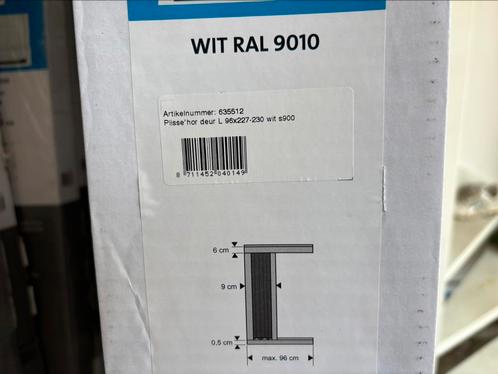 WIT RAL 9010
Artikelnummer: 635512
Plisse'hor deur L 96x227-230 wit s900
8 711452 040149
6 cm
9 cm
0,5 cm
max. 96 cm